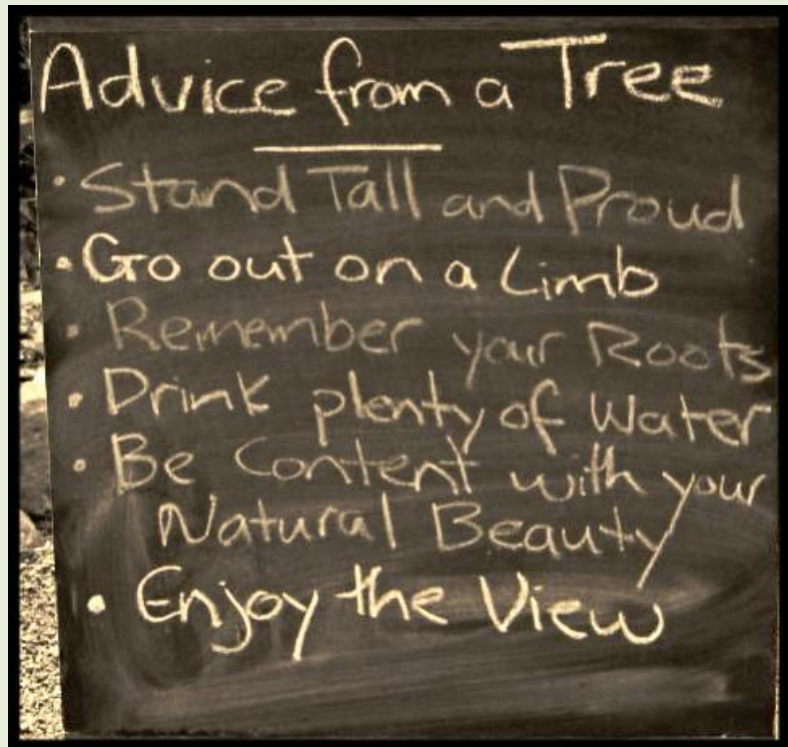 Advice from a Tree
• Stand Tall and Proud
• Go out on a Limb
• Remember your Roots
• Drink plenty of Water
• Be Content with your
Natural Beauty
• Enjoy the View